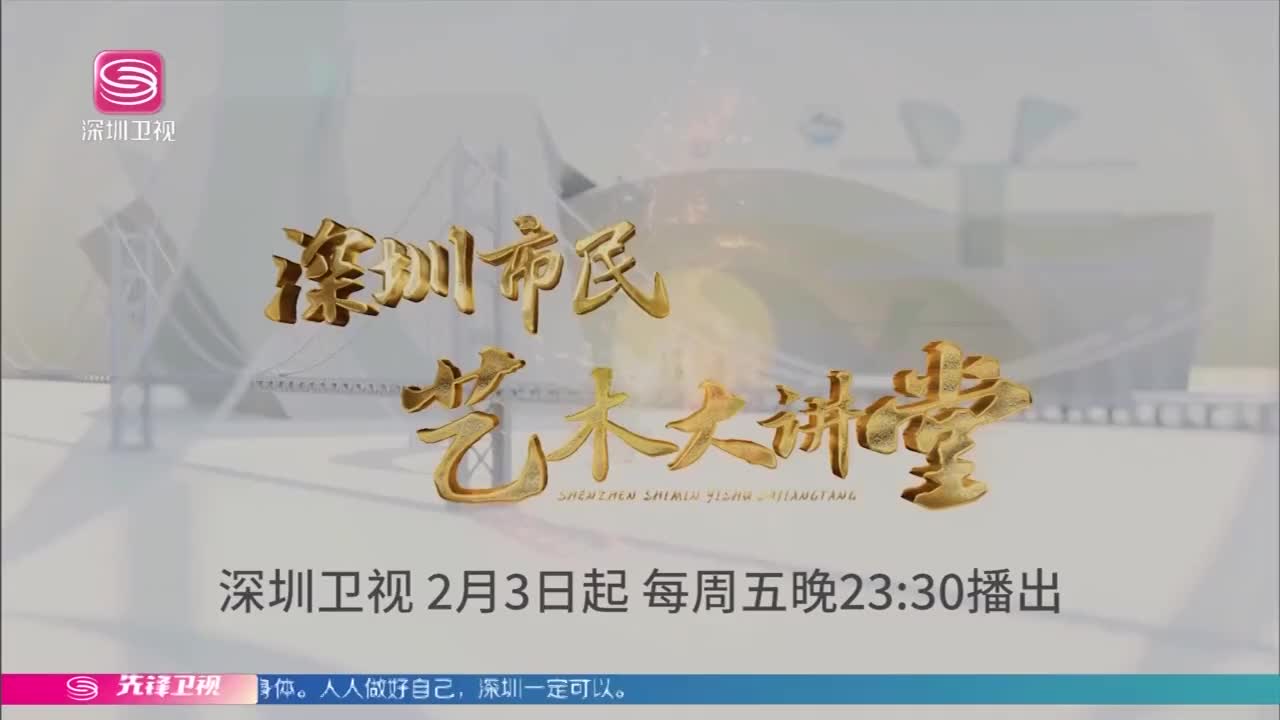 深圳卫视
深圳市民
艺术大讲堂
SHENZHEN SHIMIN YISHU DAJIANGTANG
深圳卫视 2月3日起 每周五晚23:30播出
先锋卫视
身体。人人做好自己，深圳一定可以。